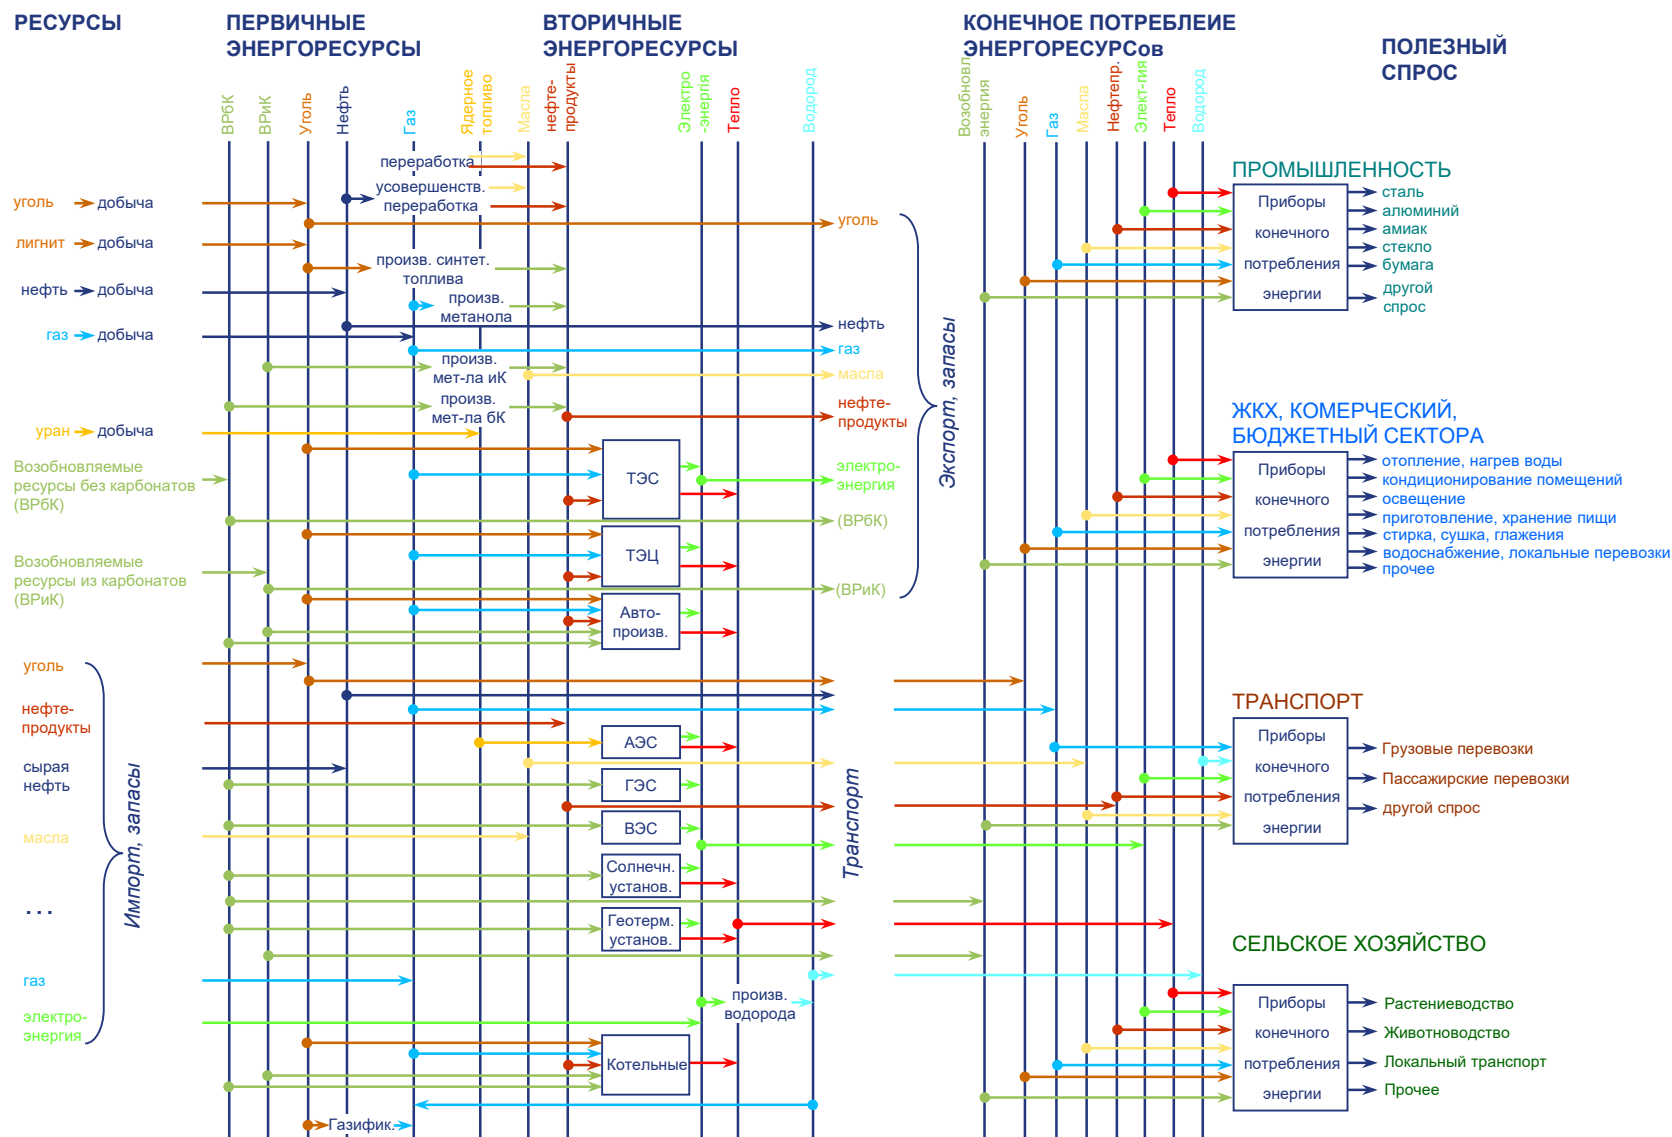 РЕСУРСЫ
ПЕРВИЧНЫЕ
ЭНЕРГОРЕСУРСЫ
ВТОРИЧНЫЕ
ЭНЕРГОРЕСУРСЫ
КОНЕЧНОЕ ПОТРЕБЛЕИЕ
ЭНЕРГОРЕСУРСов
ПОЛЕЗНЫЙ
СПРОС
ВРбК
ВРиК
Уголь
Нефть
Газ
Ядерное
топливо
Масла
нефте-
продукты
Электро
-энергія
Тепло
Водород
Возобновл.
энергия
Уголь
Газ
Масла
Нефтепр.
Элект-гия
Тепло
Водород
уголь
добыча
лигнит
добыча
нефть
добыча
газ
добыча
уран
добыча
Возобновляемые
ресурсы без карбонатов
(ВРбК)
Возобновляемые
ресурсы из карбонатов
(ВРиК)
уголь
нефте-
продукты
сырая
нефть
масла
...
газ
электро-
энергия
Импорт, запасы
переработка
усовершенств.
переработка
произв. синтет.
топлива
произв.
метанола
произв.
мет-ла иК
произв.
мет-ла бК
ТЭС
ТЭЦ
Авто-
произв.
АЭС
ГЭС
ВЭС
Солнечн.
установ.
Геотерм.
установ.
произв.
водорода
Котельные
Газифик.
уголь
нефть
газ
масла
нефте-
продукты
электро-
энергия
(ВРбК)
(ВРиК)
Экспорт, запасы
Транспорт
ПРОМЫШЛЕННОСТЬ
Приборы
конечного
потребления
энергии
сталь
алюминий
амиак
стекло
бумага
другой
спрос
ЖКХ, КОМЕРЧЕСКИЙ,
БЮДЖЕТНЫЙ СЕКТОРА
Приборы
конечного
потребления
энергии
отопление, нагрев воды
кондиционирование помещений
освещение
приготовление, хранение пищи
стирка, сушка, глажения
водоснабжение, локальные перевозки
прочее
ТРАНСПОРТ
Приборы
конечного
потребления
энергии
Грузовые перевозки
Пассажирские перевозки
другой спрос
СЕЛЬСКОЕ ХОЗЯЙСТВО
Приборы
конечного
потребления
энергии
Растениеводство
Животноводство
Локальный транспорт
Прочее